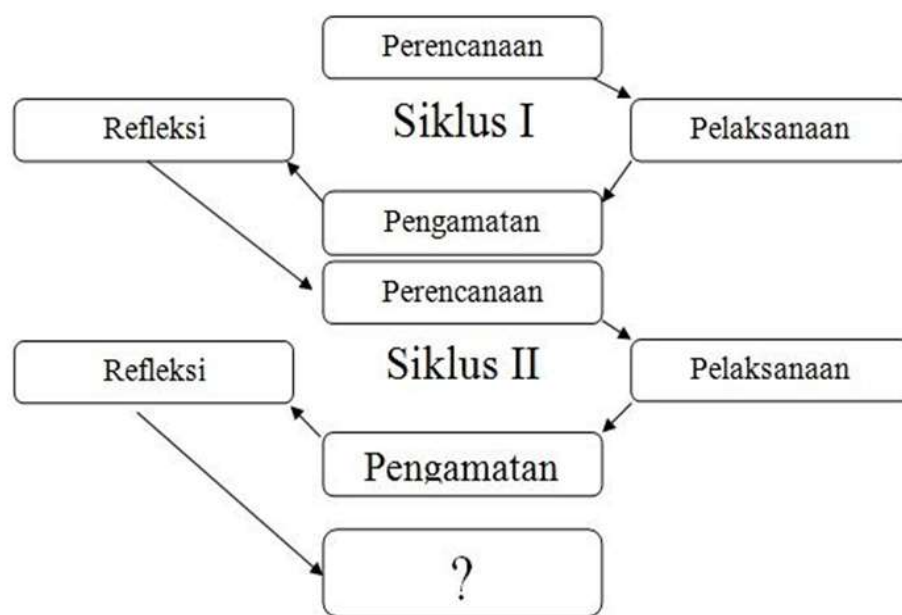 Perencanaan
Refleksi
Siklus I
Pelaksanaan
Pengamatan
Perencanaan
Refleksi
Siklus II
Pelaksanaan
Pengamatan
?